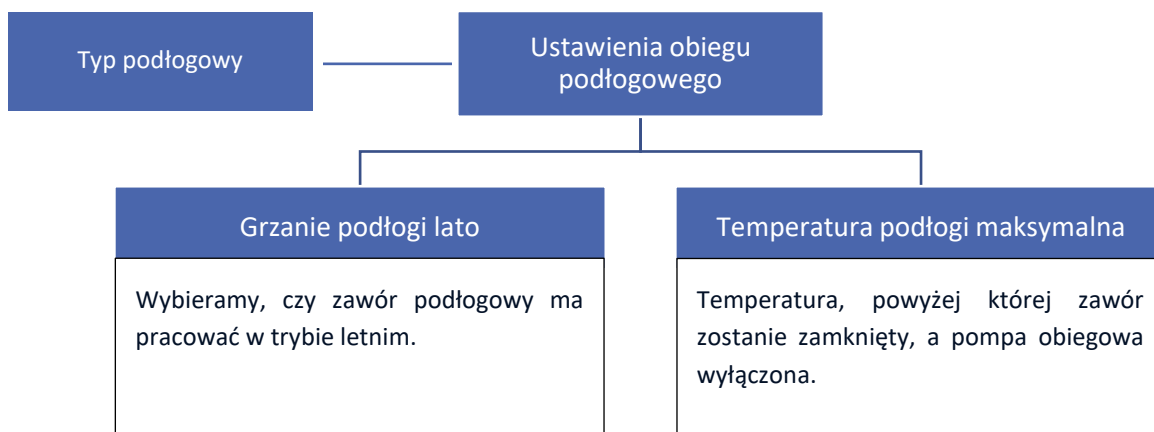 Typ podłogowy
Ustawienia obiegu
podłogowego
Grzanie podłogi lato
Wybieramy, czy zawór podłogowy ma
pracować w trybie letnim.
Temperatura podłogi maksymalna
Temperatura, powyżej której zawór
zostanie zamknięty, a pompa obiegowa
wyłączona.